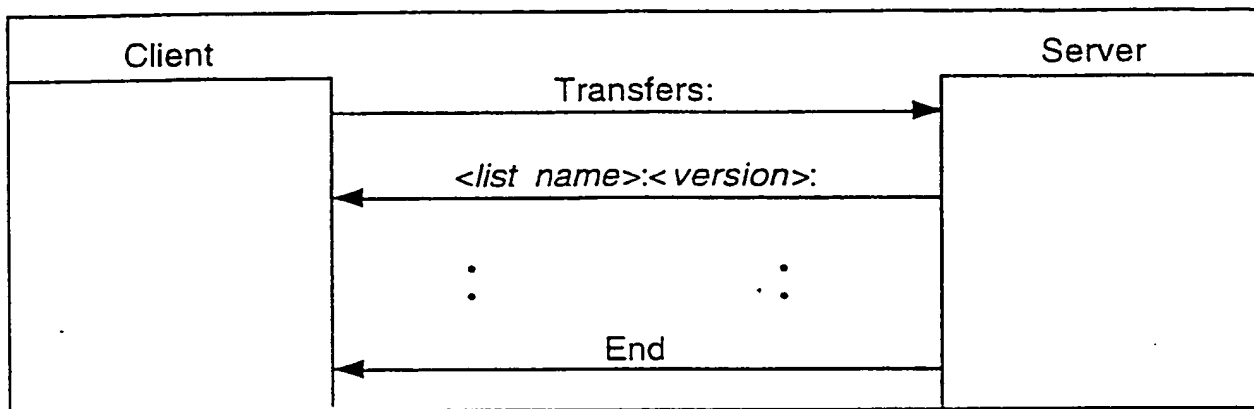 Client
Server
Transfers:
<list name>:<version>:
:
:
End